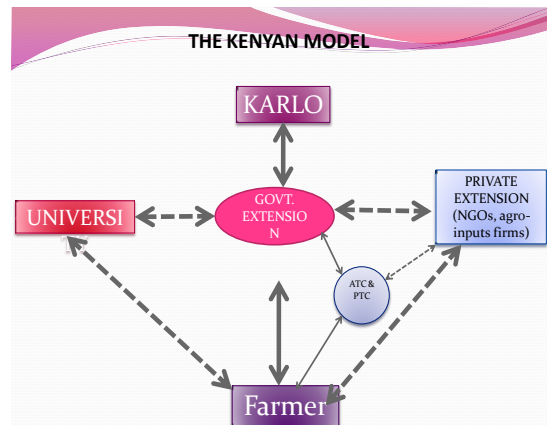 THE KENYAN MODEL
KARLO
GOVT.
EXTENSIO
N
PRIVATE
EXTENSION
(NGOs, agro-
inputs firms)
UNIVERSI
ATC &
PTC
Farmer